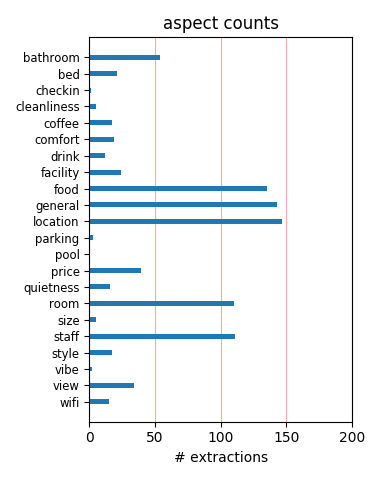 aspect counts
bathroom
bed
checkin
cleanliness
coffee
comfort
drink
facility
food
general
location
parking
pool
price
quietness
room
size
staff
style
vibe
view
wifi
0 50 100 150 200
# extractions